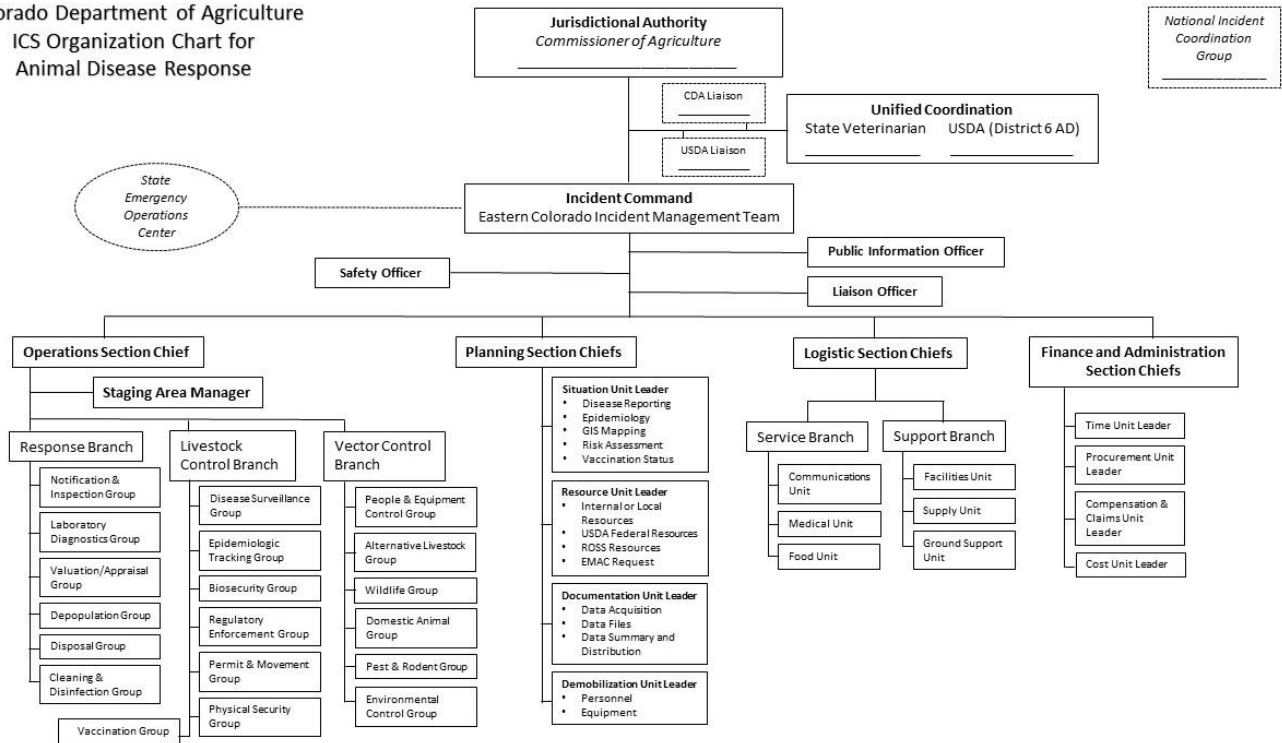 orado Department of Agriculture
ICS Organization Chart for
Animal Disease Response
Jurisdictional Authority
Commissioner of Agriculture
National Incident
Coordination
Group
CDA Liaison
Unified Coordination
State Veterinarian USDA (District 6 AD)
USDA Liaison
State
Emergency
Operations
Center
Incident Command
Eastern Colorado Incident Management Team
Public Information Officer
Safety Officer
Liaison Officer
Operations Section Chief
Staging Area Manager
Response Branch
Notification &
Inspection Group
Laboratory
Diagnostics Group
Valuation/Appraisal
Group
Depopulation Group
Disposal Group
Cleaning &
Disinfection Group
Livestock
Control Branch
Disease Surveillance
Group
Epidemiologic
Tracking Group
Biosecurity Group
Regulatory
Enforcement Group
Permit & Movement
Group
Physical Security
Group
Vaccination Group
Vector Control
Branch
People & Equipment
Control Group
Alternative Livestock
Group
Wildlife Group
Domestic Animal
Group
Pest & Rodent Group
Environmental
Control Group
Planning Section Chiefs
Situation Unit Leader
• Disease Reporting
• Epidemiology
• GIS Mapping
• Risk Assessment
• Vaccination Status
Resource Unit Leader
• Internal or Local
Resources
• USDA Federal Resources
• ROSS Resources
• EMAC Request
Documentation Unit Leader
• Data Acquisition
• Data Files
• Data Summary and
Distribution
Demobilization Unit Leader
• Personnel
• Equipment
Logistic Section Chiefs
Service Branch
Communications
Unit
Medical Unit
Food Unit
Support Branch
Facilities Unit
Supply Unit
Ground Support
Unit
Finance and Administration
Section Chiefs
Time Unit Leader
Procurement Unit
Leader
Compensation &
Claims Unit
Leader
Cost Unit Leader